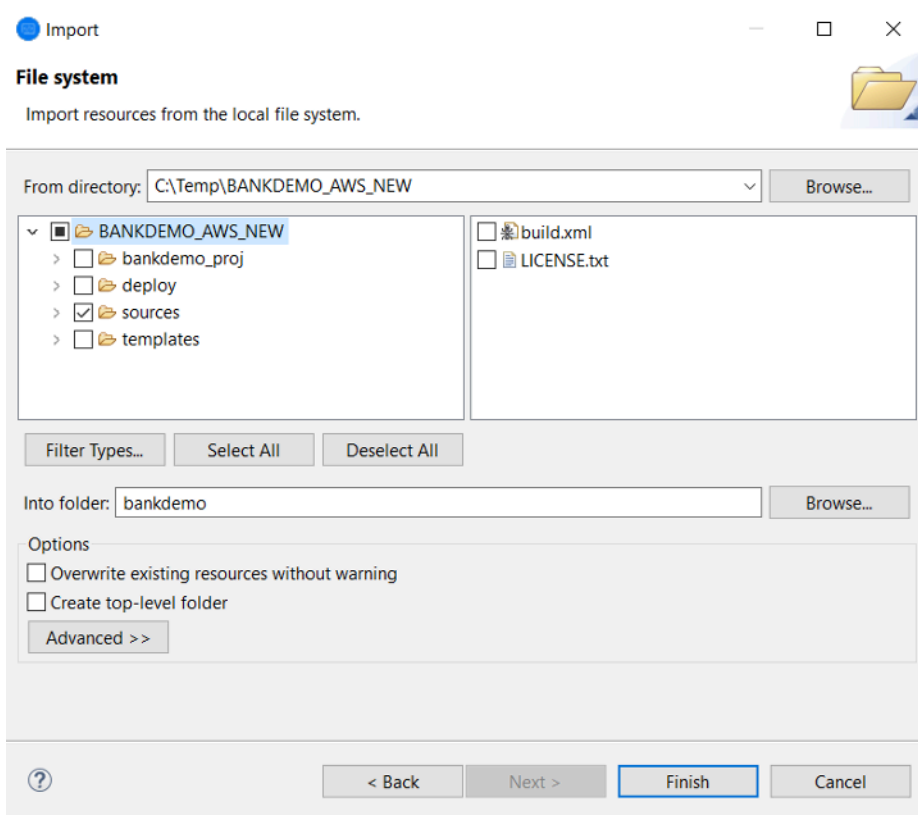 Import
File system
Import resources from the local file system.
From directory: C:\Temp\BANKDEMO_AWS_NEW Browse...
BANKDEMO_AWS_NEW
bankdemo_proj
deploy
sources
templates
build.xml
LICENSE.txt
Filter Types... Select All Deselect All
Into folder: bankdemo Browse...
Options
Overwrite existing resources without warning
Create top-level folder
Advanced >>
? < Back Next > Finish Cancel